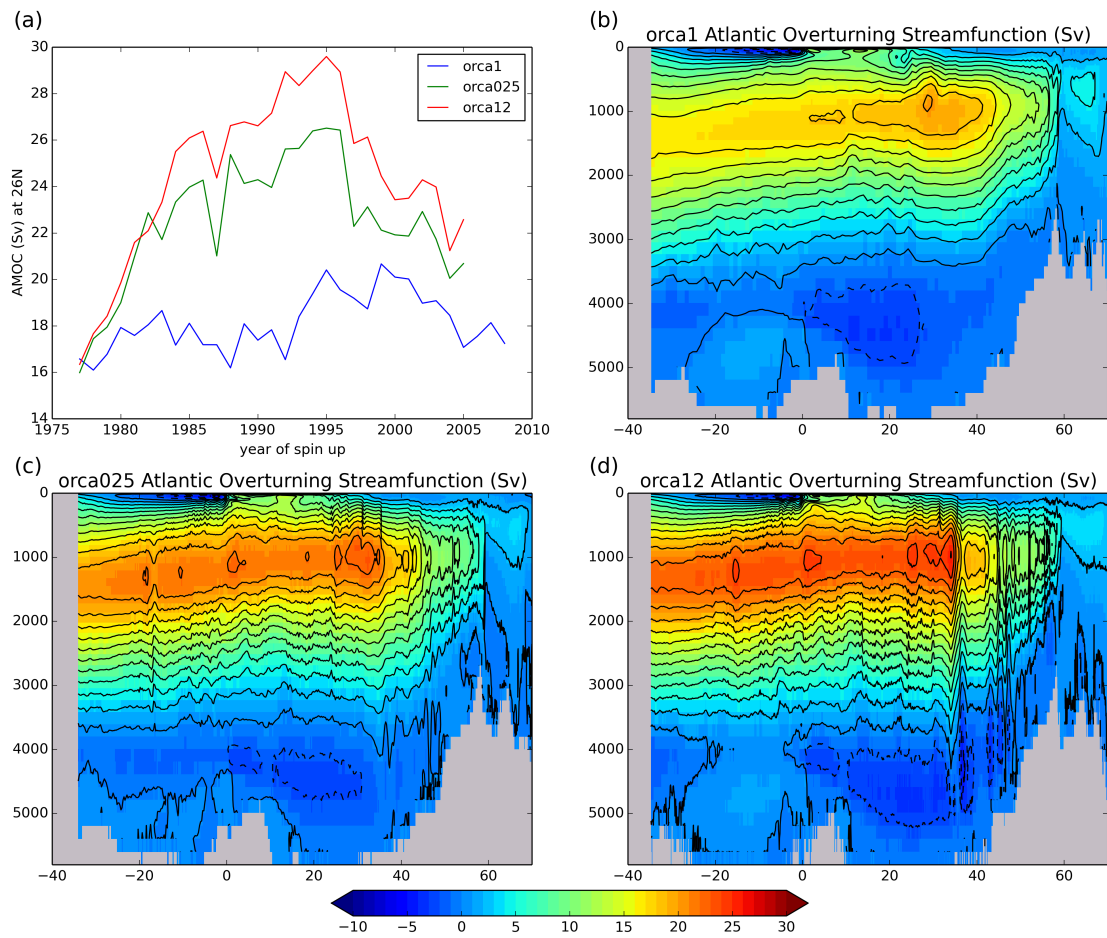 (a)
AMOC (Sv) at 26N
30
28
26
24
22
20
18
16
14
1975 1980 1985 1990 1995 2000 2005 2010
year of spin up
orca1
orca025
orca12
(b)
orca1 Atlantic Overturning Streamfunction (Sv)
0
1000
2000
3000
4000
5000
−40 −20 0 20 40 60
(c)
orca025 Atlantic Overturning Streamfunction (Sv)
0
1000
2000
3000
4000
5000
−40 −20 0 20 40 60
(d)
orca12 Atlantic Overturning Streamfunction (Sv)
0
1000
2000
3000
4000
5000
−40 −20 0 20 40 60
−10 −5 0 5 10 15 20 25 30